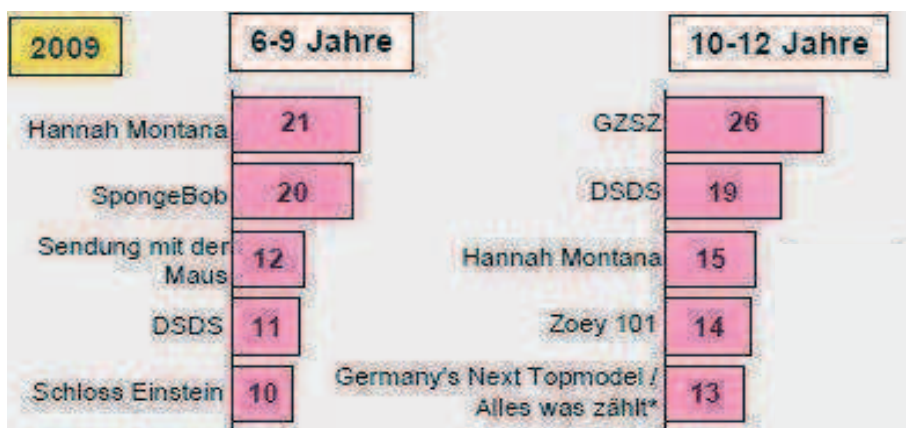 2009
6-9 Jahre
Hannah Montana
21
SpongeBob
20
Sendung mit der
Maus
12
DSDS
11
Schloss Einstein
10
10-12 Jahre
GZSZ
26
DSDS
19
Hannah Montana
15
Zoey 101
14
Germany's Next Topmodel /
Alles was zählt*
13